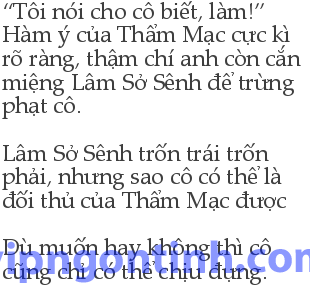 “Tôi nói cho cô biết, làm!”
Hàm ý của Thẩm Mạc cực kì
rõ ràng, thậm chí anh còn cắn
miệng Lâm Sở Sênh để trừng
phạt cô.
Lâm Sở Sênh trốn trái trốn
phải, nhưng sao cô có thể là
đối thủ của Thẩm Mạc được
Dù muốn hay không thì cô
cũng chỉ có thể chịu đựng.
vipngontinh.com